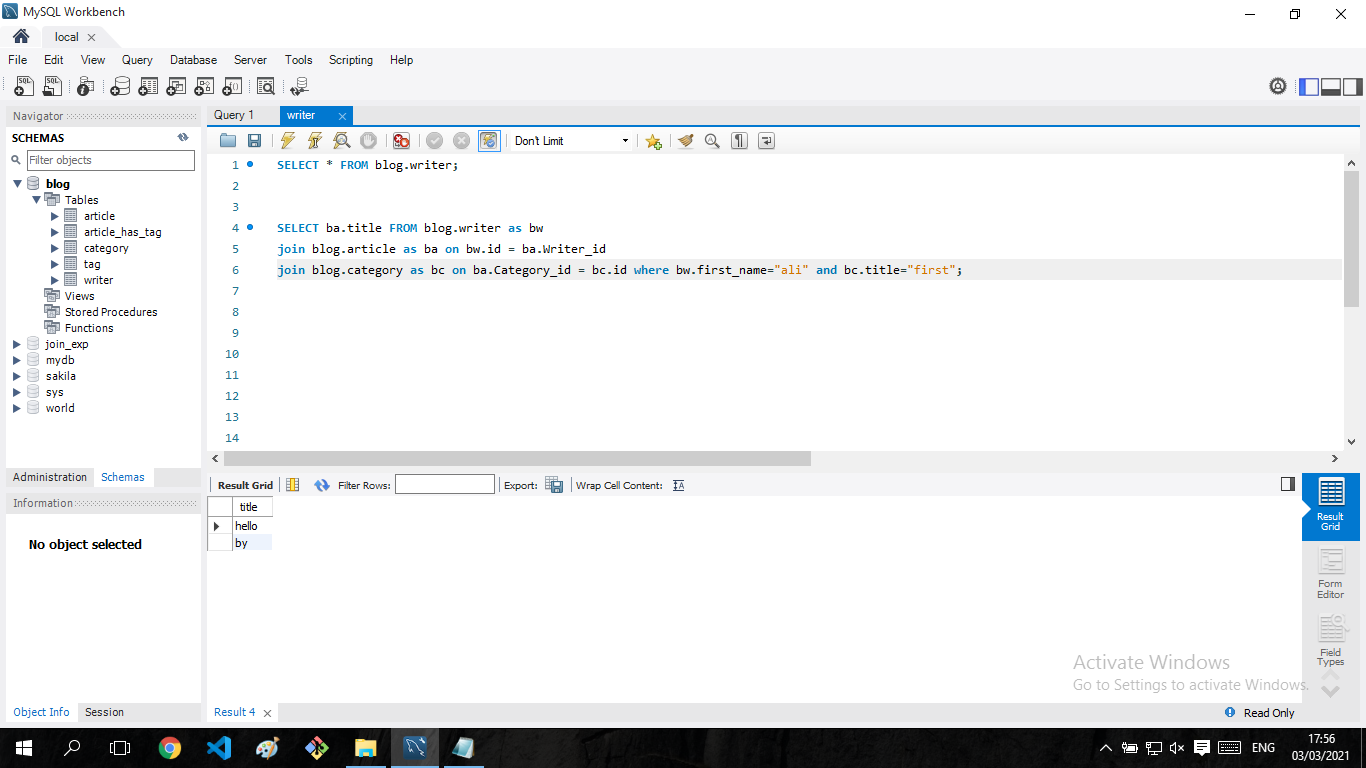 MySQL Workbench
local
File Edit View Query Database Server Tools Scripting Help
Navigator
SCHEMAS
Filter objects
blog
Tables
article
article_has_tag
category
tag
writer
Views
Stored Procedures
Functions
join_exp
mydb
sakila
sys
world
Administration Schemas
Information
No object selected
Object Info Session
Query 1 writer
Don't Limit
1 SELECT * FROM blog.writer;
2
3
4 SELECT ba.title FROM blog.writer as bw
5 join blog.article as ba on bw.id = ba.Writer_id
6 join blog.category as bc on ba.Category_id = bc.id where bw.first_name="ali" and bc.title="first";
7
8
9
10
11
12
13
14
Result Grid Filter Rows: Export: Wrap Cell Content:
title
hello
by
Result
Grid
Form
Editor
Field
Types
Activate Windows
Go to Settings to activate Windows.
Result 4 Read Only
ENG
17:56
03/03/2021